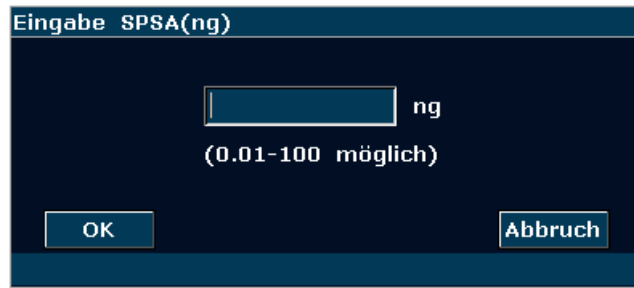 Eingabe SPSA(ng)
ng
(0.01-100 möglich)
OK
Abbruch